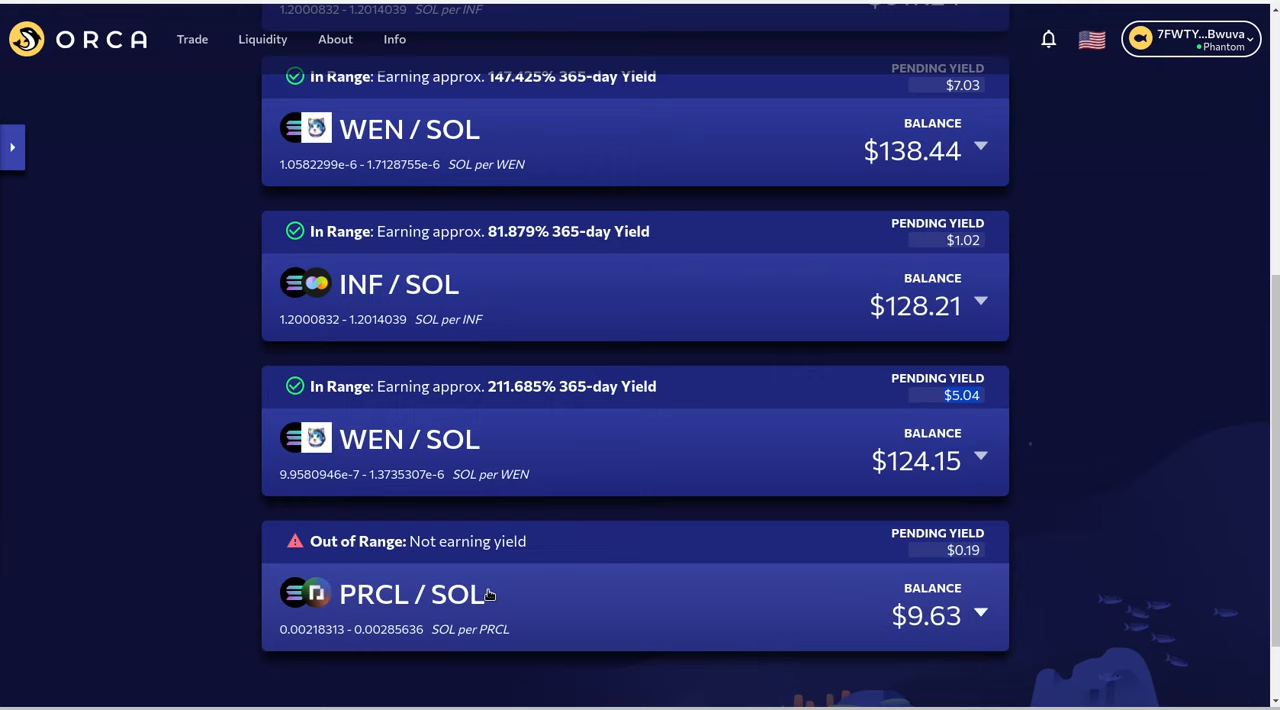 1.2000832 - 1.2014039 SOL per INF
ORCA
Trade
Liquidity
About
Info
7FWTY...Bwuva
Phantom
In Range: Earning approx. 147.425% 365-day Yield
PENDING YIELD
$7.03
WEN / SOL
BALANCE
$138.44
1.0582299e-6 - 1.7128755e-6 SOL per WEN
In Range: Earning approx. 81.879% 365-day Yield
PENDING YIELD
$1.02
INF / SOL
BALANCE
$128.21
1.2000832 - 1.2014039 SOL per INF
In Range: Earning approx. 211.685% 365-day Yield
PENDING YIELD
$5.04
WEN / SOL
BALANCE
$124.15
9.9580946e-7 - 1.3735307e-6 SOL per WEN
Out of Range: Not earning yield
PENDING YIELD
$0.19
PRCL / SOL
BALANCE
$9.63
0.00218313 - 0.00285636 SOL per PRCL